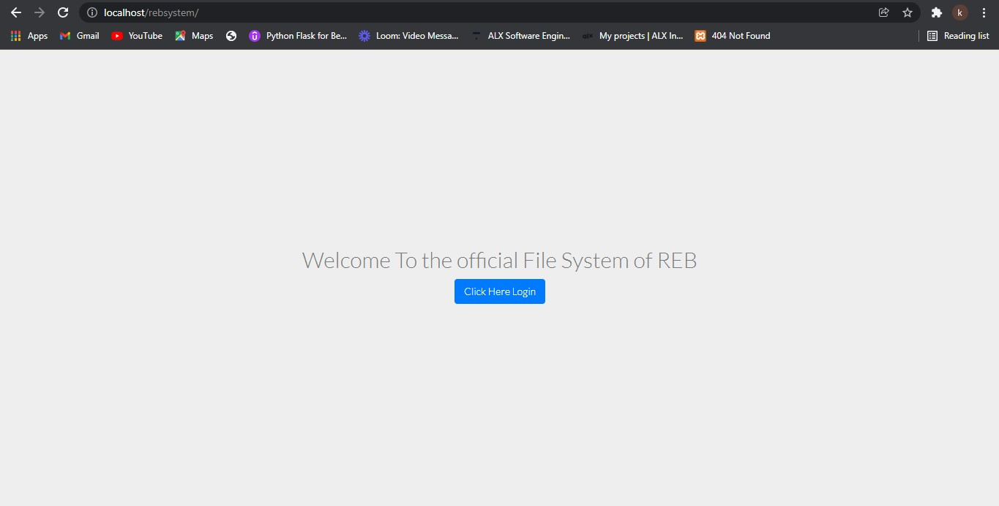 localhost/rebsystem/
k
Apps Gmail YouTube Maps Python Flask for Be... Loom: Video Messa... ALX Software Engin... My projects | ALX In... 404 Not Found Reading list
Welcome To the official File System of REB
Click Here Login